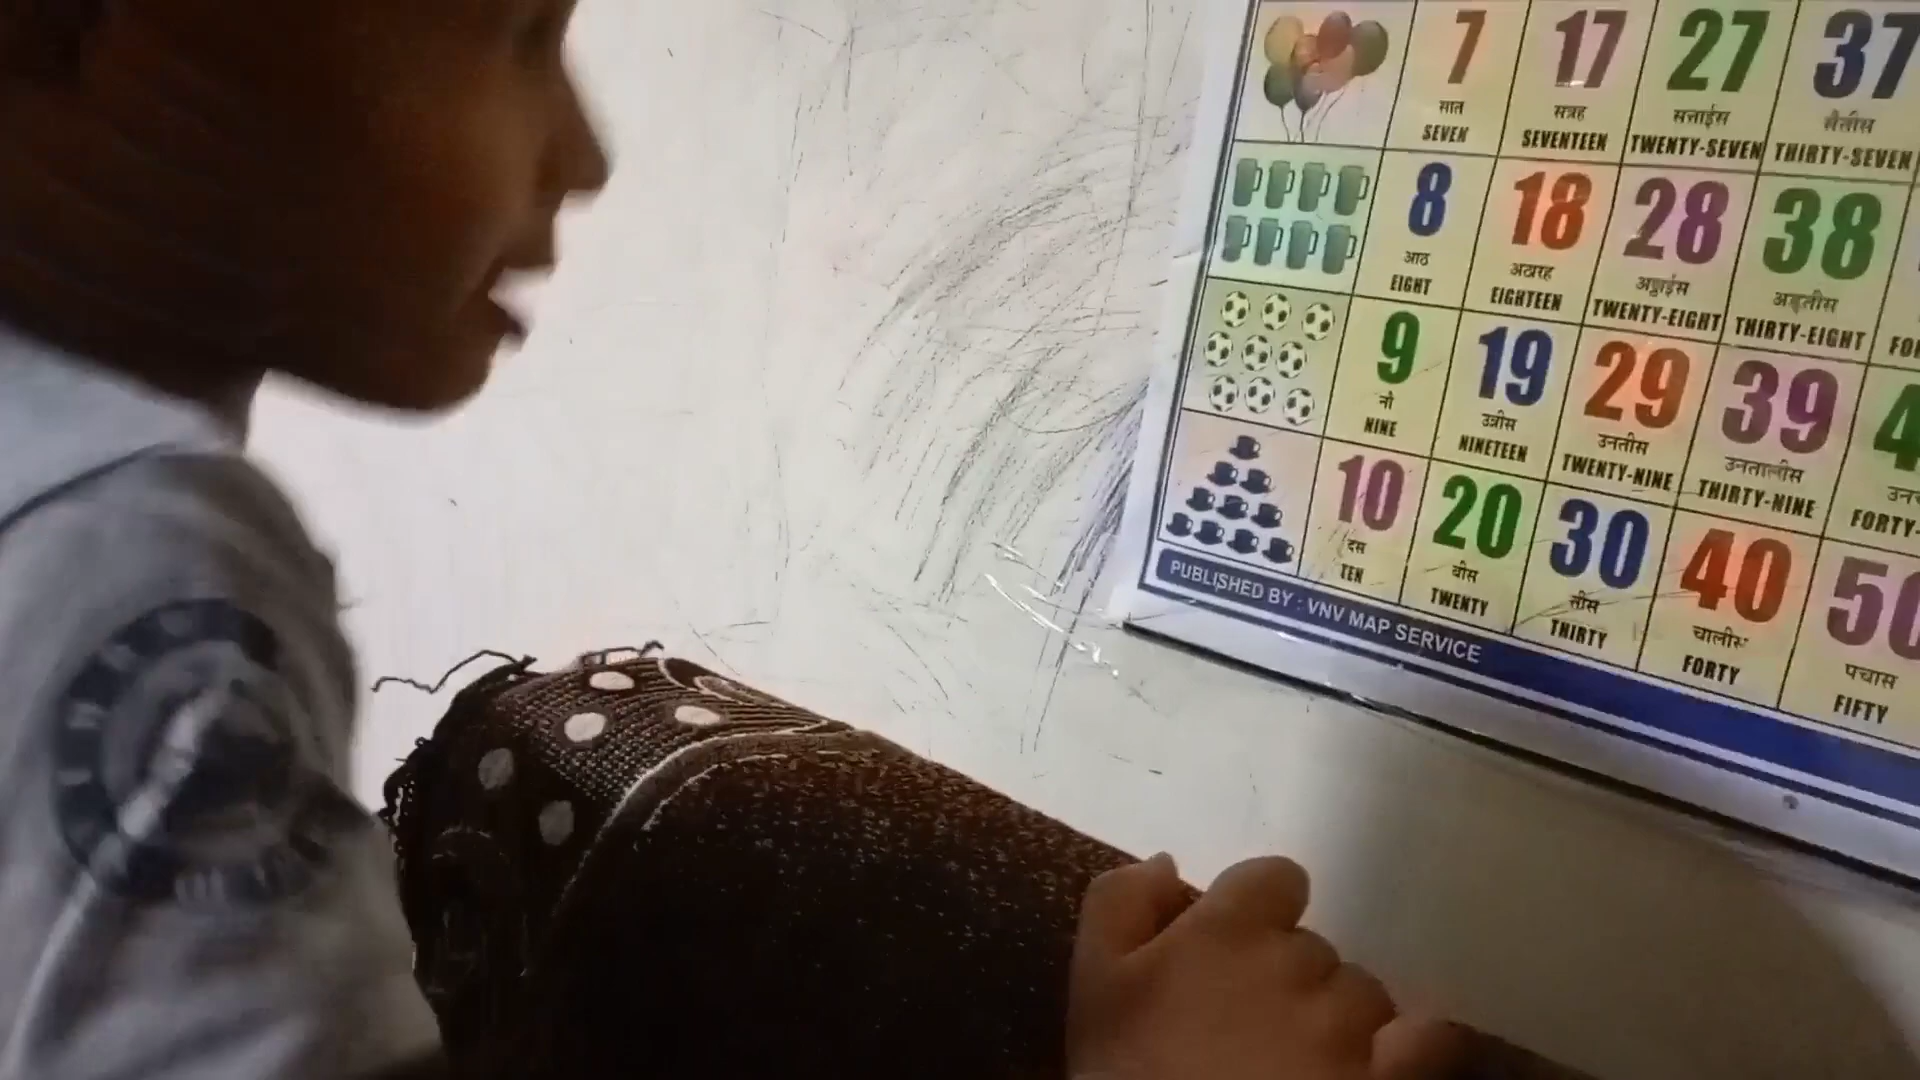 7 17 27 37
सात सत्रह सत्ताईस सैंतीस
SEVEN SEVENTEEN TWENTY-SEVEN THIRTY-SEVEN
8 18 28 38
आठ अठारह अट्ठाईस अड़तीस
EIGHT EIGHTEEN TWENTY-EIGHT THIRTY-EIGHT
9 19 29 39
नौ उन्नीस उनतीस उनतालीस
NINE NINETEEN TWENTY-NINE THIRTY-NINE
10 20 30 40 50
दस बीस तीस चालीस पचास
TEN TWENTY THIRTY FORTY FIFTY
PUBLISHED BY : VNV MAP SERVICE